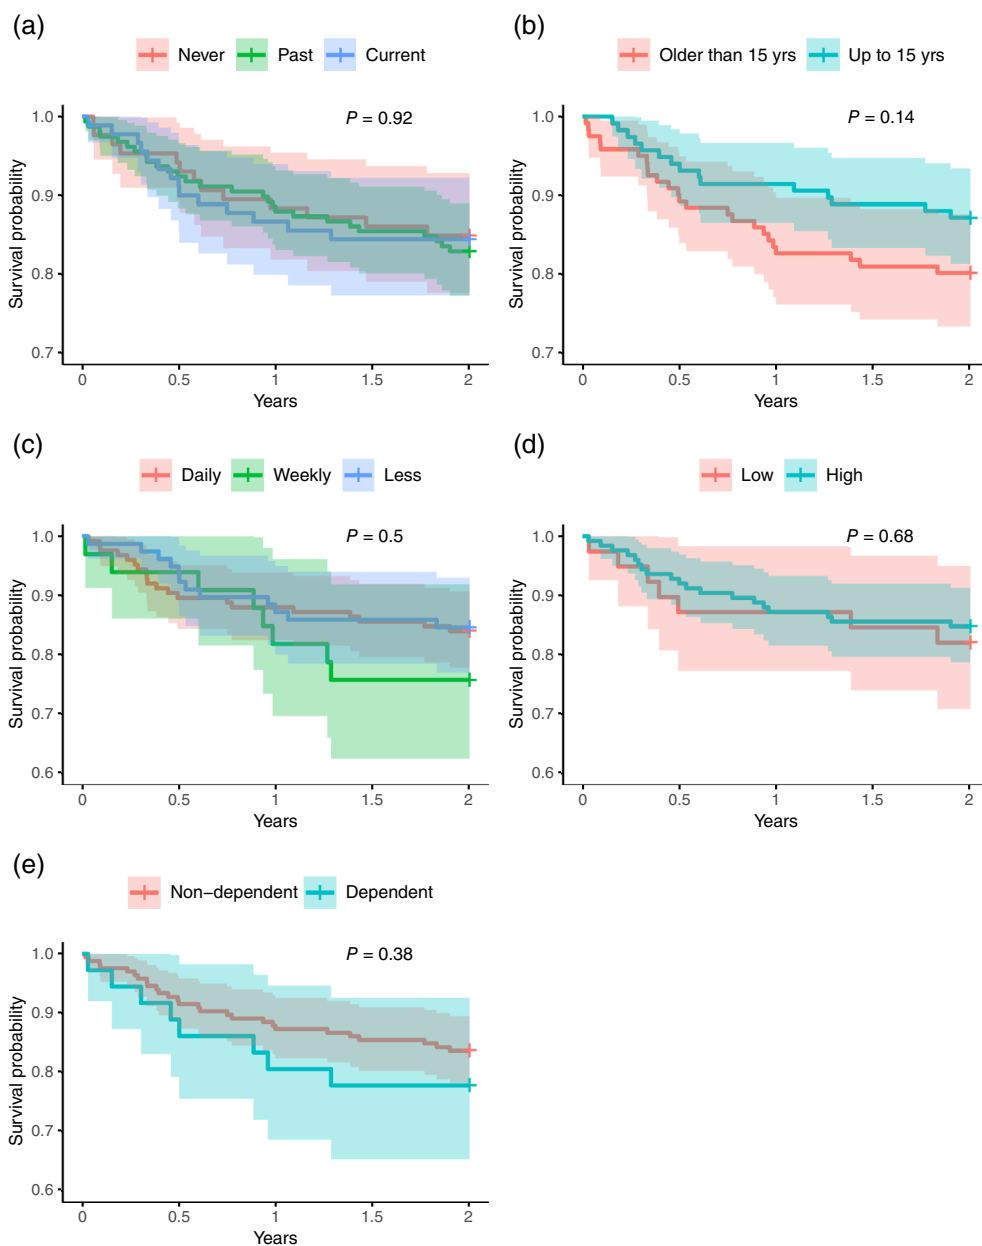 (a)
Never Past Current
P = 0.92
Survival probability
1.0
0.9
0.8
0.7
0 0.5 1 1.5 2
Years
(b)
Older than 15 yrs Up to 15 yrs
P = 0.14
Survival probability
1.0
0.9
0.8
0.7
0 0.5 1 1.5 2
Years
(c)
Daily Weekly Less
P = 0.5
Survival probability
1.0
0.9
0.8
0.7
0.6
0 0.5 1 1.5 2
Years
(d)
Low High
P = 0.68
Survival probability
1.0
0.9
0.8
0.7
0.6
0 0.5 1 1.5 2
Years
(e)
Non−dependent Dependent
P = 0.38
Survival probability
1.0
0.9
0.8
0.7
0.6
0 0.5 1 1.5 2
Years